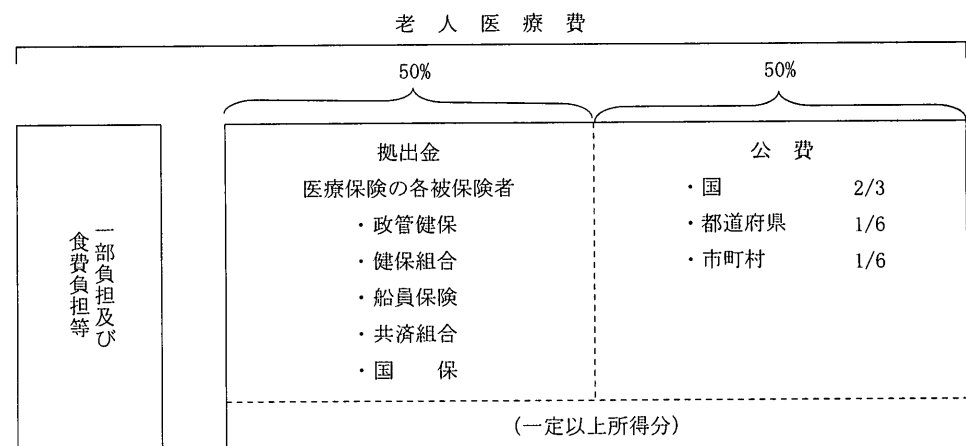 老 人 医 療 費
50%
50%
一部負担及び
食費負担等
拠出金
医療保険の各被保険者
・政管健保
・健保組合
・船員保険
・共済組合
・国　　保
公　費
・国　　2/3
・都道府県　1/6
・市町村　1/6
(一定以上所得分)